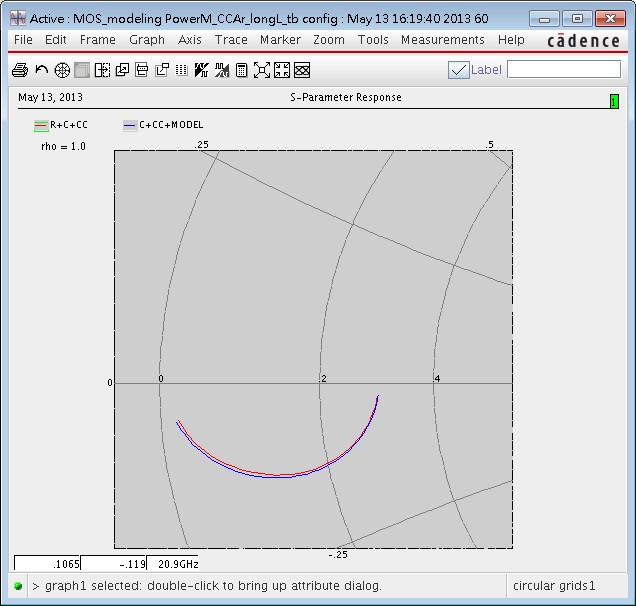 Active : MOS_modeling PowerM_CCAr_longL_tb config : May 13 16:19:40 2013 60
File Edit Frame Graph Axis Trace Marker Zoom Tools Measurements Help cādence
Label
May 13, 2013 S-Parameter Response 1
R+C+CC C+CC+MODEL
rho = 1.0
.25 .5
0 0 2 4
-.25
.1065 -.119 20.9GHz
> graph1 selected: double-click to bring up attribute dialog. circular grids1